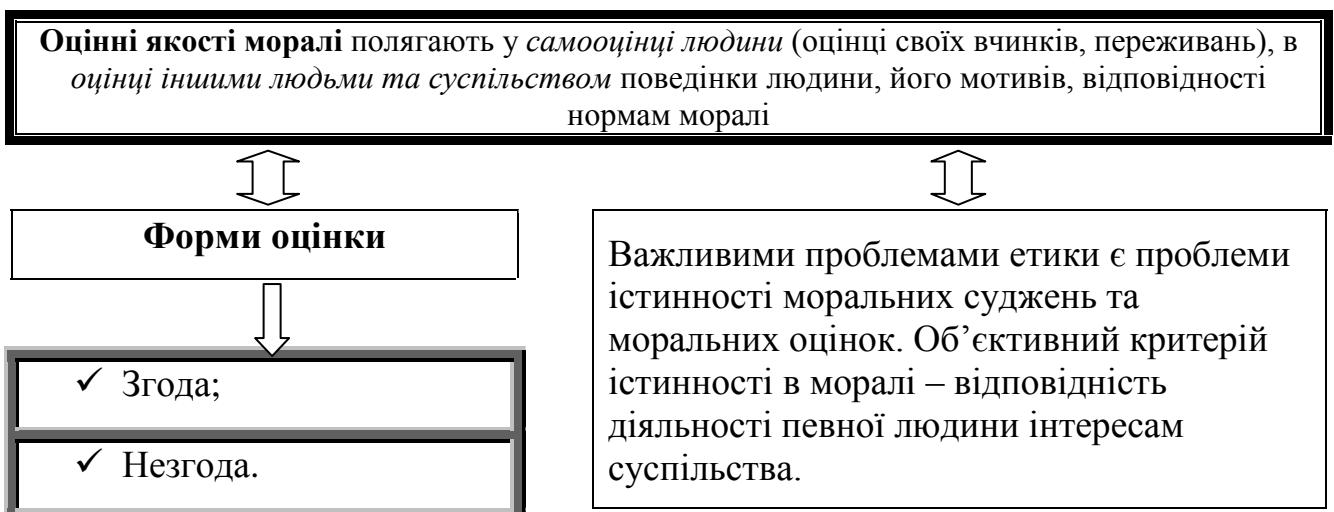 Оцінні якості моралі полягають у самооцінці людини (оцінці своїх вчинків, переживань), в
оцінці іншими людьми та суспільством поведінки людини, його мотивів, відповідності
нормам моралі
Форми оцінки
✓ Згода;
✓ Незгода.
Важливими проблемами етики є проблеми
істинності моральних суджень та
моральних оцінок. Об’єктивний критерій
істинності в моралі – відповідність
діяльності певної людини інтересам
суспільства.